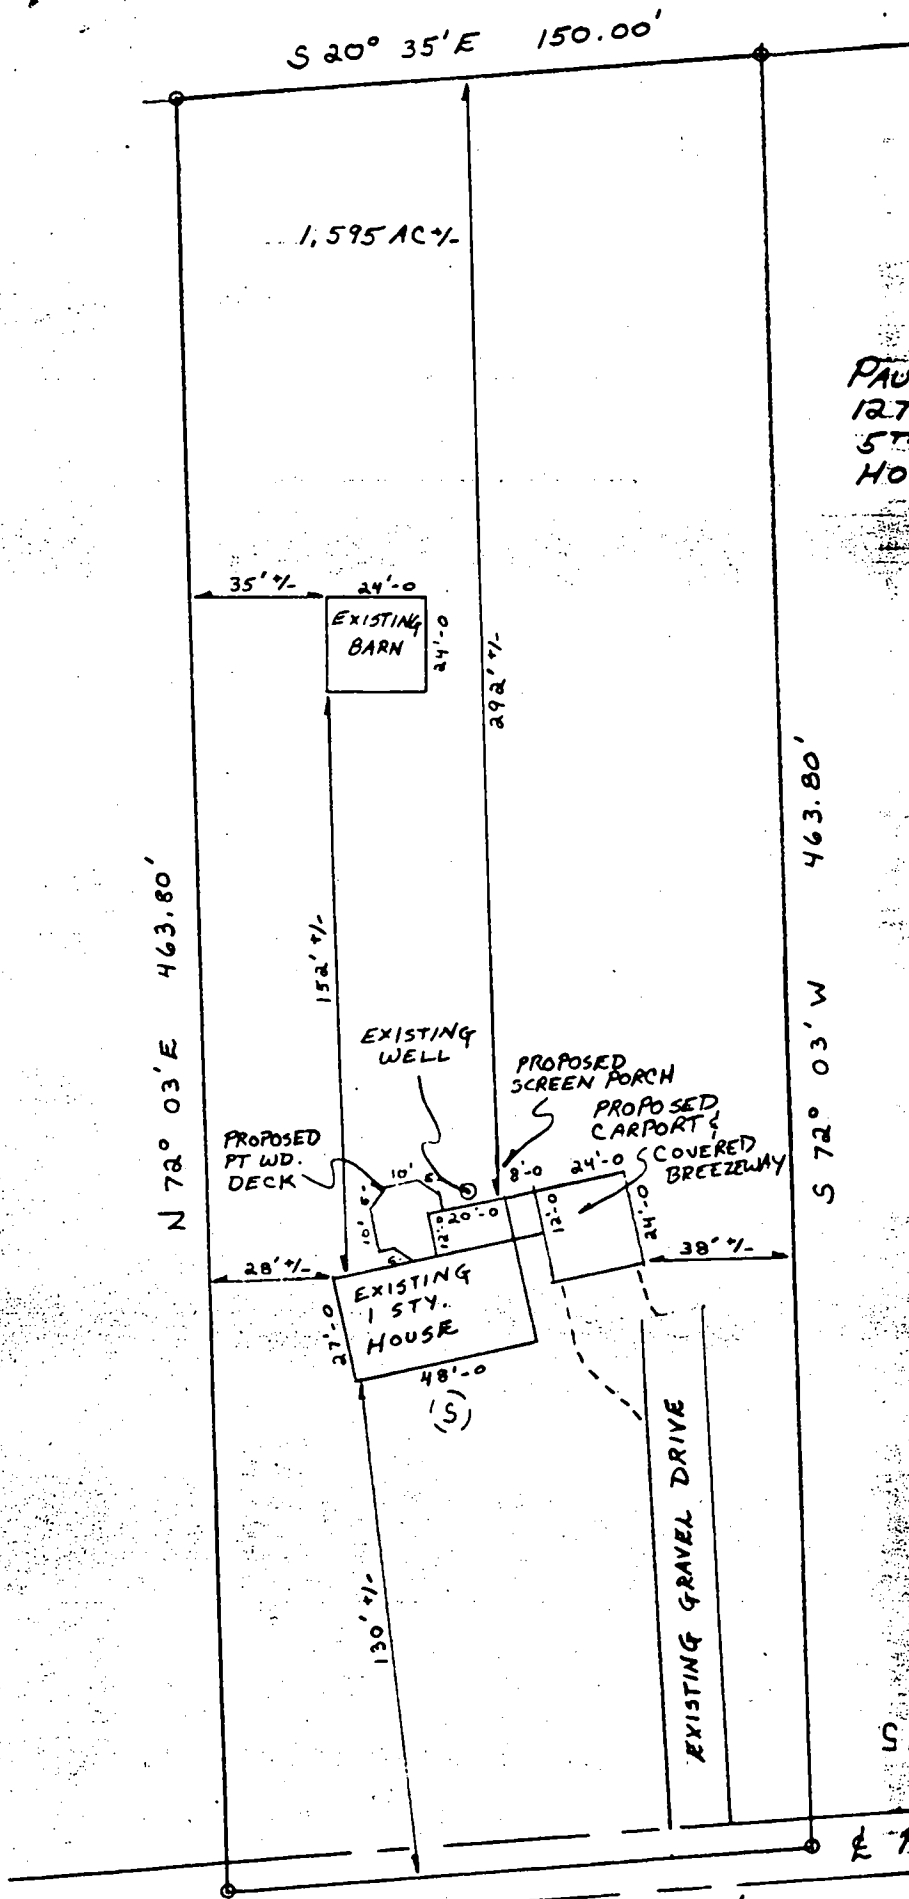 S 20° 35' E 150.00'
1.595 AC +/-
35' +/-
24'-0
EXISTING
BARN
24'-0
292' +/-
463.80'
N 72° 03' E 463.80'
152' +/-
S 72° 03' W
EXISTING
WELL
PROPOSED
SCREEN PORCH
PROPOSED
CARPORT &
COVERED
BREEZEWAY
PROPOSED
PT WD.
DECK
10'
8'-0
24'-0
10'
20'-0
12'-0
12'-0
24'-0
28' +/-
38' +/-
EXISTING
1 STY.
HOUSE
27'-0
48'-0
(S)
130' +/-
EXISTING GRAVEL DRIVE
S
℄